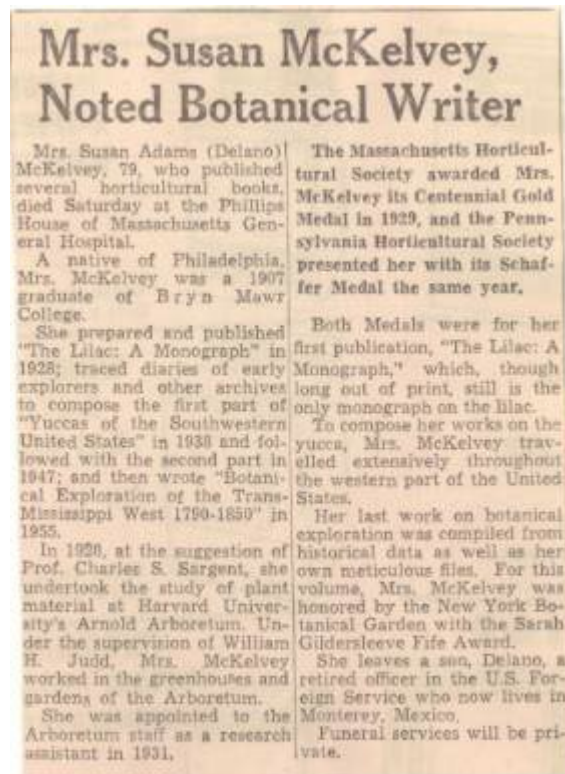 Mrs. Susan McKelvey,
Noted Botanical Writer
Mrs. Susan Adams (Delano)
McKelvey, 79, who published
several horticultural books,
died Saturday at the Phillips
House of Massachusetts Gen-
eral Hospital.
A native of Philadelphia,
Mrs. McKelvey was a 1907
graduate of Bryn Mawr
College.
She prepared and published
"The Lilac: A Monograph" in
1928; traced diaries of early
explorers and other archives
to compose the first part of
"Yuccas of the Southwestern
United States" in 1938 and fol-
lowed with the second part in
1947; and then wrote "Botani-
cal Exploration of the Trans-
Mississippi West 1790-1850" in
1955.
In 1920, at the suggestion of
Prof. Charles S. Sargent, she
undertook the study of plant
material at Harvard Univer-
sity's Arnold Arboretum. Un-
der the supervision of William
H. Judd, Mrs. McKelvey
worked in the greenhouses and
gardens of the Arboretum.
She was appointed to the
Arboretum staff as a research
assistant in 1931.
The Massachusetts Horticul-
tural Society awarded Mrs.
McKelvey its Centennial Gold
Medal in 1929, and the Penn-
sylvania Horticultural Society
presented her with its Schaf-
fer Medal the same year.
Both Medals were for her
first publication, "The Lilac: A
Monograph," which, though
long out of print, still is the
only monograph on the lilac.
To compose her works on the
yucca, Mrs. McKelvey trav-
elled extensively throughout
the western part of the United
States.
Her last work on botanical
exploration was compiled from
historical data as well as her
own meticulous files. For this
volume, Mrs. McKelvey was
honored by the New York Bo-
tanical Garden with the Sarah
Gildersleeve Fife Award.
She leaves a son, Delano, a
retired officer in the U.S. For-
eign Service who now lives in
Monterey, Mexico.
Funeral services will be pri-
vate.